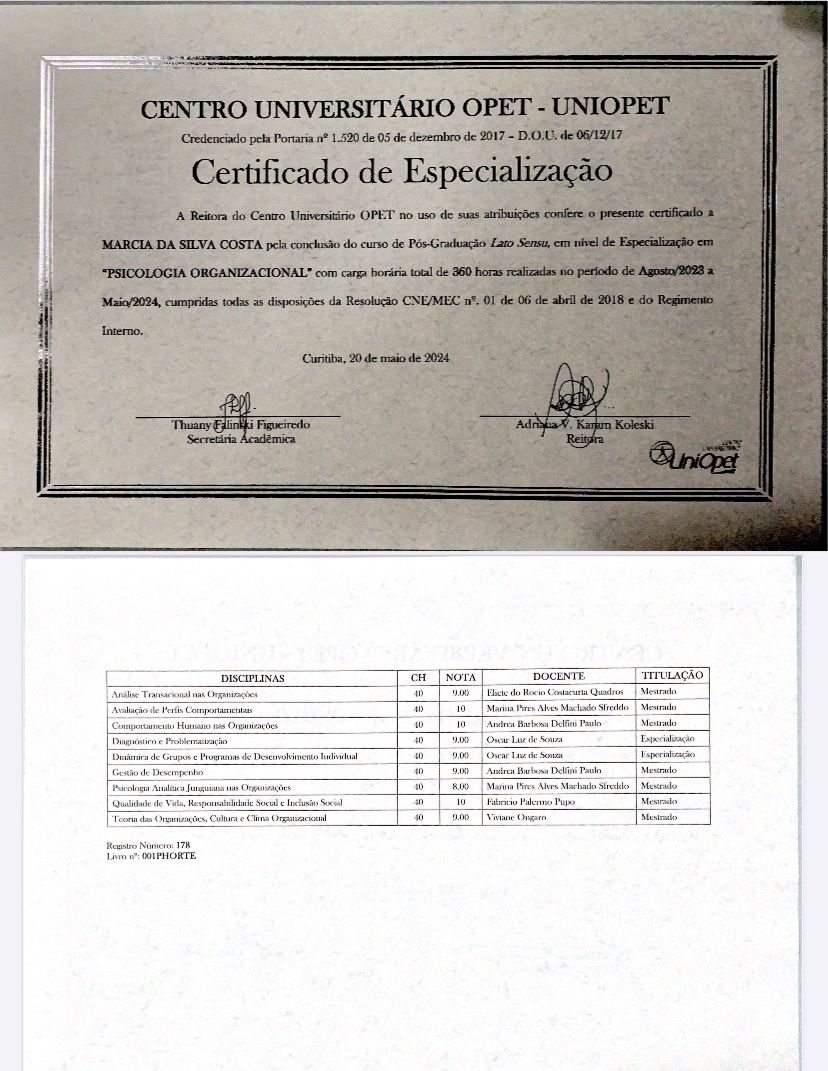 CENTRO UNIVERSITÁRIO OPET - UNIOPET
Credenciado pela Portaria nº 1.520 de 05 de dezembro de 2017 – D.O.U. de 06/12/17
Certificado de Especialização
A Reitora do Centro Universitário OPET no uso de suas atribuições confere o presente certificado a
MARCIA DA SILVA COSTA pela conclusão do curso de Pós-Graduação Lato Sensu, em nível de Especialização em
"PSICOLOGIA ORGANIZACIONAL" com carga horária total de 360 horas realizadas no período de Agosto/2023 a
Maio/2024, cumpridas todas as disposições da Resolução CNE/MEC nº. 01 de 06 de abril de 2018 e do Regimento
Interno.
Curitiba, 20 de maio de 2024
Thuany Falinski Figueiredo
Secretária Acadêmica
Adriana V. Karam Koleski
Reitora
CENTRO UNIVERSITÁRIO
UniOpet
DISCIPLINAS CH NOTA DOCENTE TITULAÇÃO
Análise Transacional nas Organizações 40 9.00 Eliete do Rocio Costacurta Quadros Mestrado
Avaliação de Perfis Comportamentais 40 10 Marina Pires Alves Machado Sfreddo Mestrado
Comportamento Humano nas Organizações 40 10 Andrea Barbosa Delfini Paulo Mestrado
Diagnóstico e Problematização 40 9.00 Oscar Luz de Souza Especialização
Dinâmica de Grupos e Programas de Desenvolvimento Individual 40 9.00 Oscar Luz de Souza Especialização
Gestão de Desempenho 40 9.00 Andrea Barbosa Delfini Paulo Mestrado
Psicologia Analítica Junguiana nas Organizações 40 8.00 Marina Pires Alves Machado Sfreddo Mestrado
Qualidade de Vida, Responsabilidade Social e Inclusão Social 40 10 Fabricio Palermo Pupo Mestrado
Teoria das Organizações, Cultura e Clima Organizacional 40 9.00 Viviane Ongaro Mestrado
Registro Número: 178
Livro nº: 001PHORTE